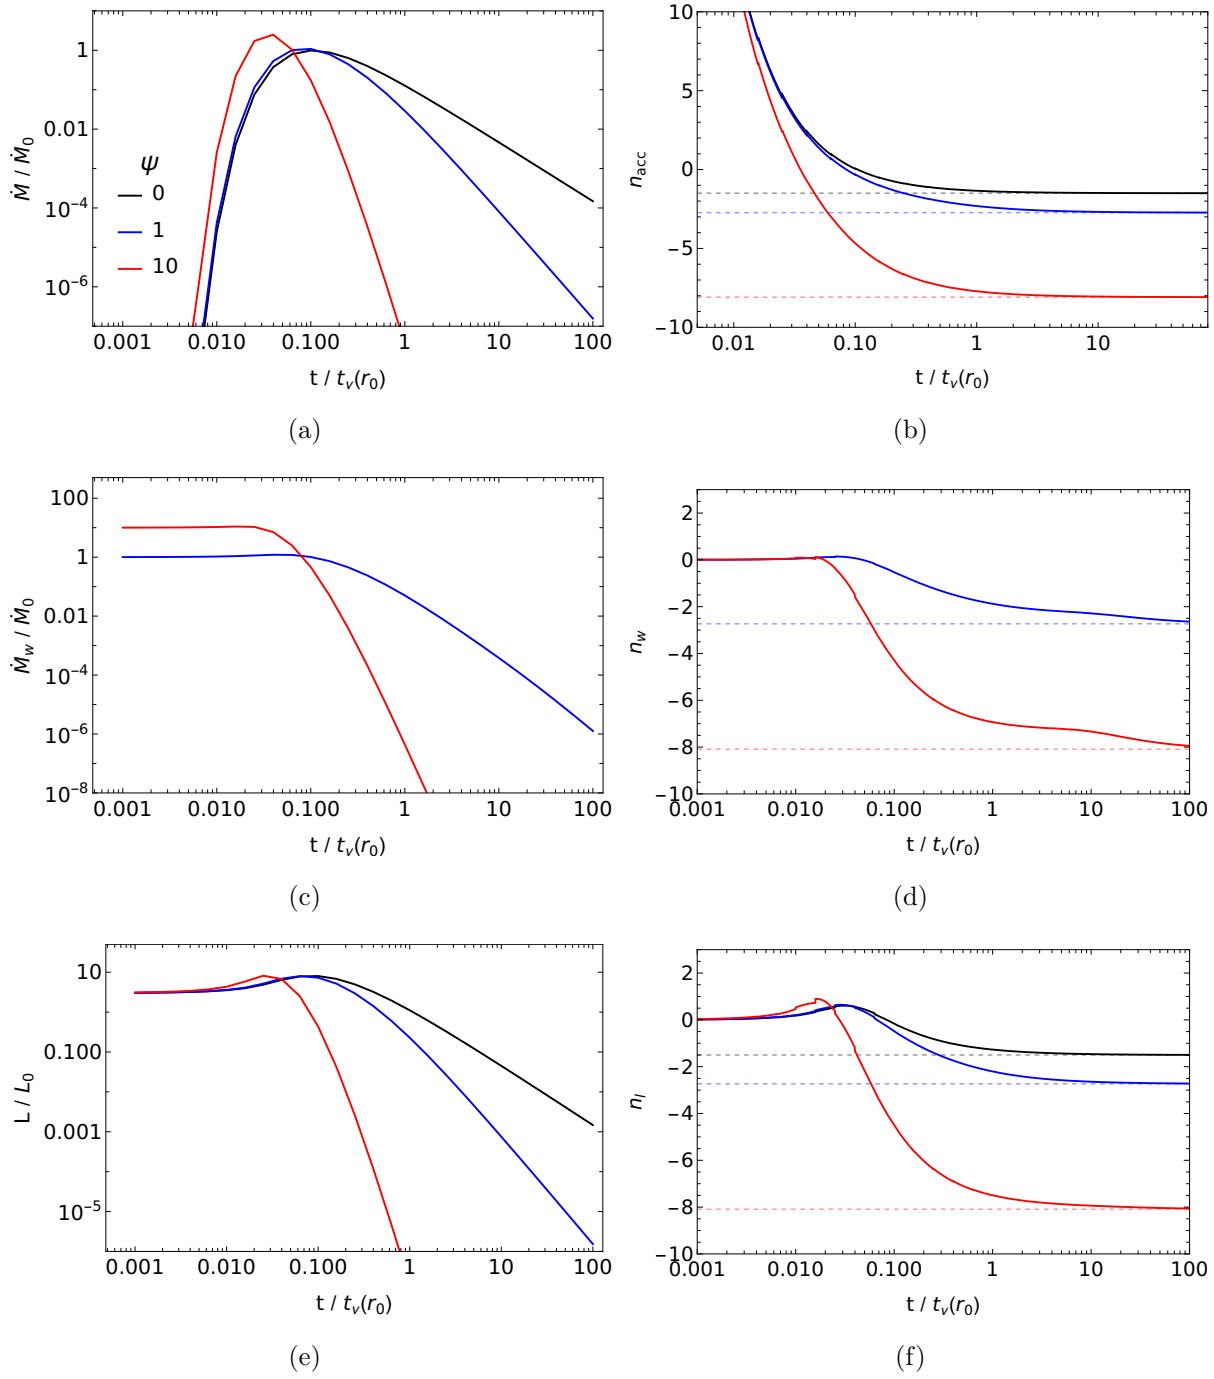 1
0.01
10⁻⁴
10⁻⁶
Ṁ / Ṁ₀
ψ
0
1
10
0.001 0.010 0.100 1 10 100
t / tᵥ(r₀)
(a)
10
5
0
−5
−10
n_acc
0.01 0.10 1 10
t / tᵥ(r₀)
(b)
100
1
0.01
10⁻⁴
10⁻⁶
10⁻⁸
Ṁ_w / Ṁ₀
0.001 0.010 0.100 1 10 100
t / tᵥ(r₀)
(c)
2
0
−2
−4
−6
−8
−10
n_w
0.001 0.010 0.100 1 10 100
t / tᵥ(r₀)
(d)
10
0.100
0.001
10⁻⁵
L / L₀
0.001 0.010 0.100 1 10 100
t / tᵥ(r₀)
(e)
2
0
−2
−4
−6
−8
−10
n_l
0.001 0.010 0.100 1 10 100
t / tᵥ(r₀)
(f)